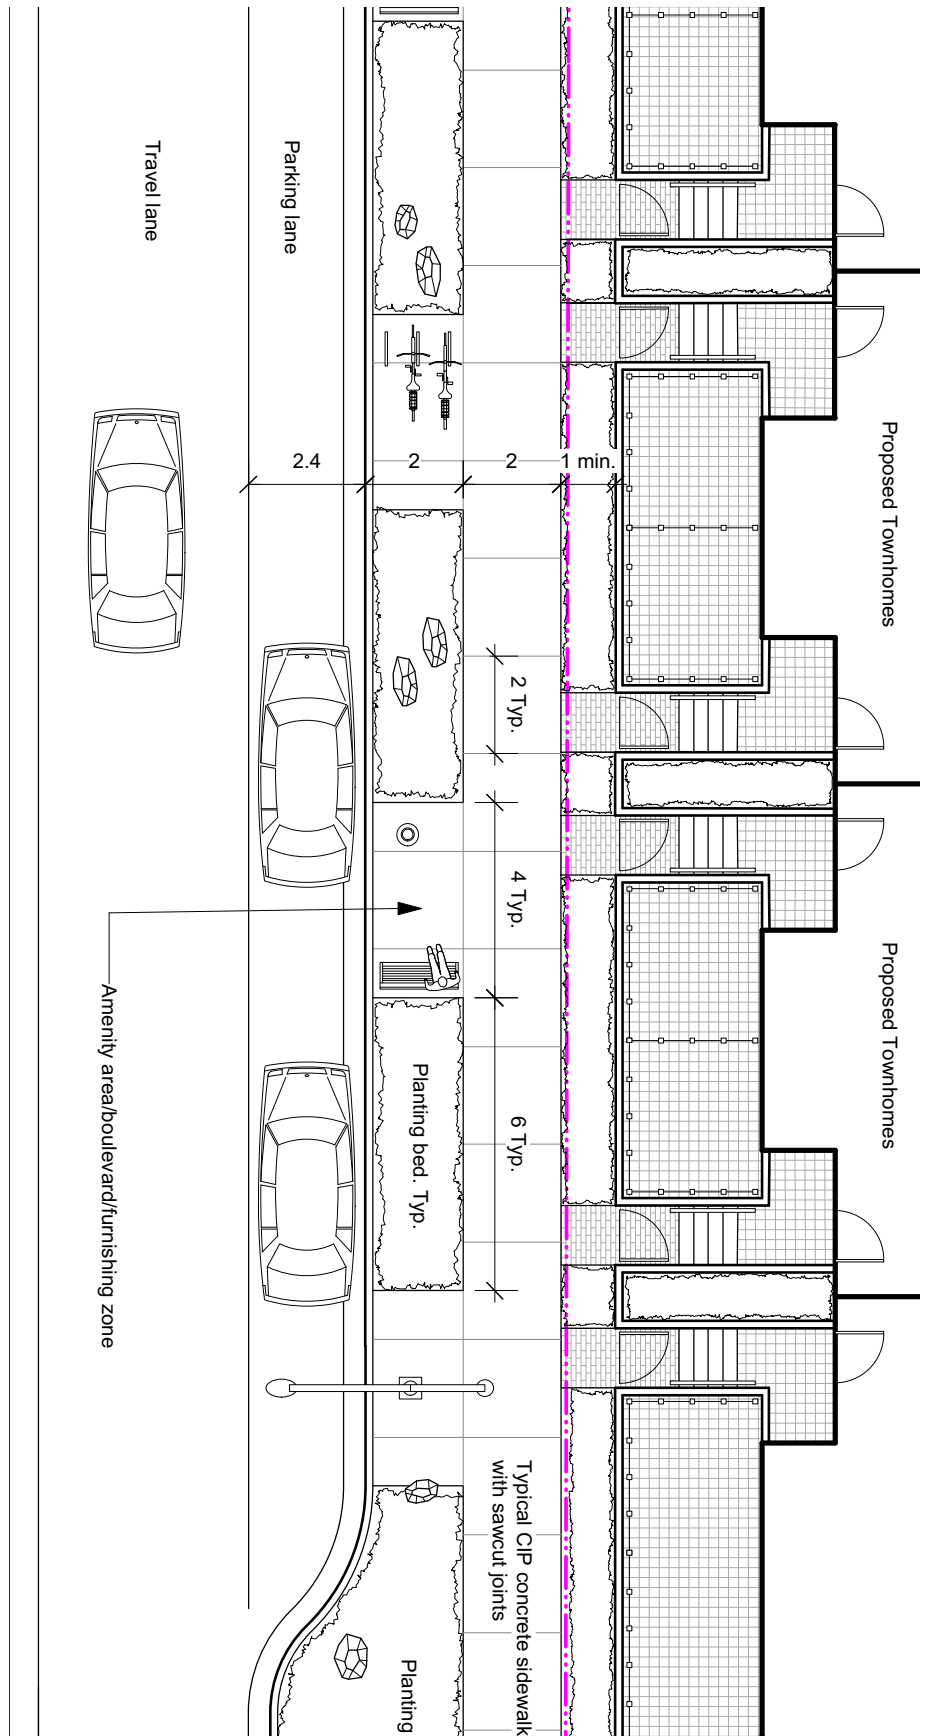 Travel lane
Parking lane
2.4
2
2
1 min.
Proposed Townhomes
2 Typ.
4 Typ.
Proposed Townhomes
Amenity area/boulevard/furnishing zone
Planting bed. Typ.
6 Typ.
Typical CIP concrete sidewalk
with sawcut joints
Planting